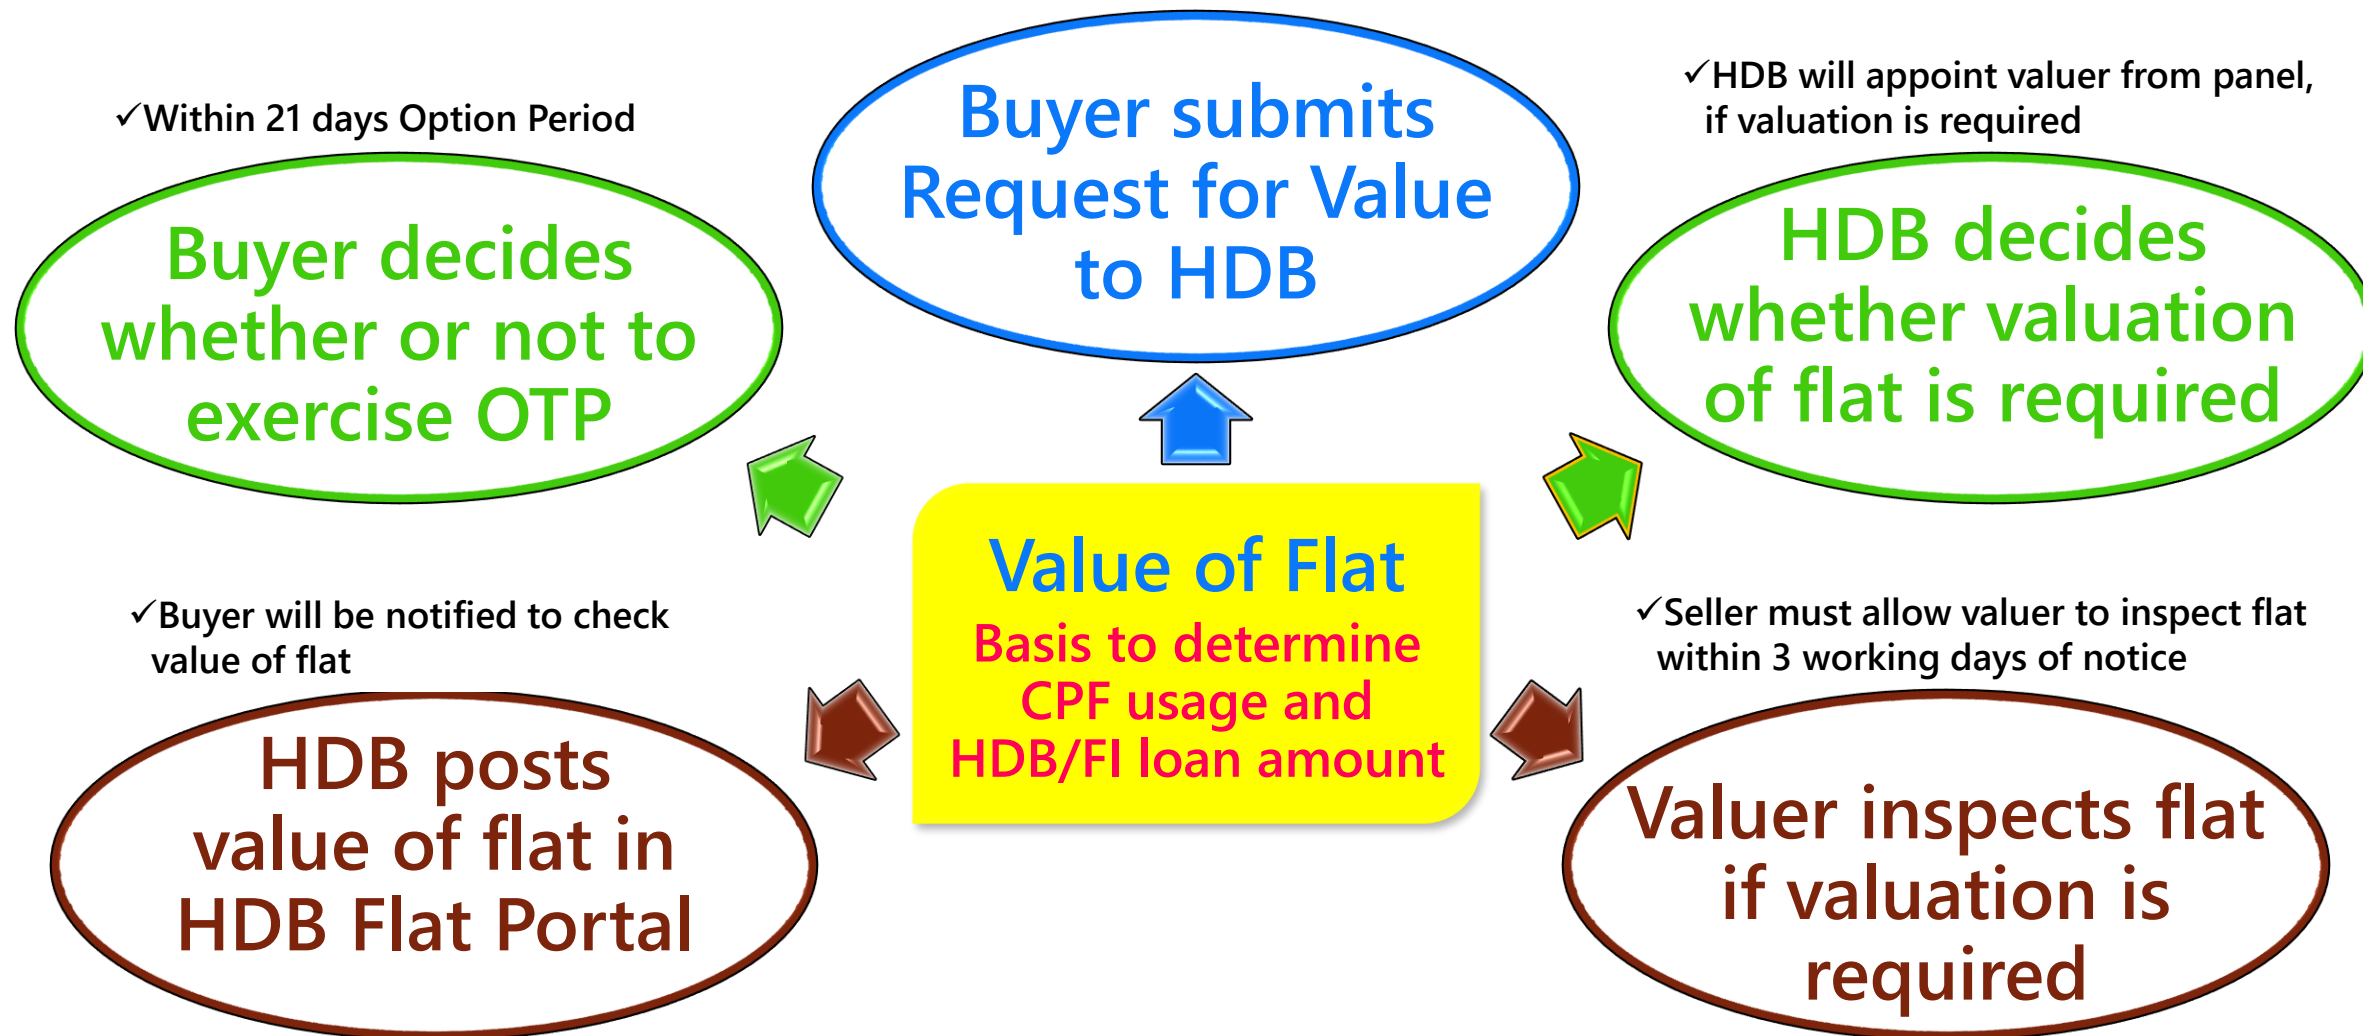 ✓Within 21 days Option Period
Buyer decides
whether or not to
exercise OTP
Buyer submits
Request for Value
to HDB
✓HDB will appoint valuer from panel,
if valuation is required
HDB decides
whether valuation
of flat is required
Value of Flat
Basis to determine
CPF usage and
HDB/FI loan amount
✓Buyer will be notified to check
value of flat
HDB posts
value of flat in
HDB Flat Portal
✓Seller must allow valuer to inspect flat
within 3 working days of notice
Valuer inspects flat
if valuation is
required